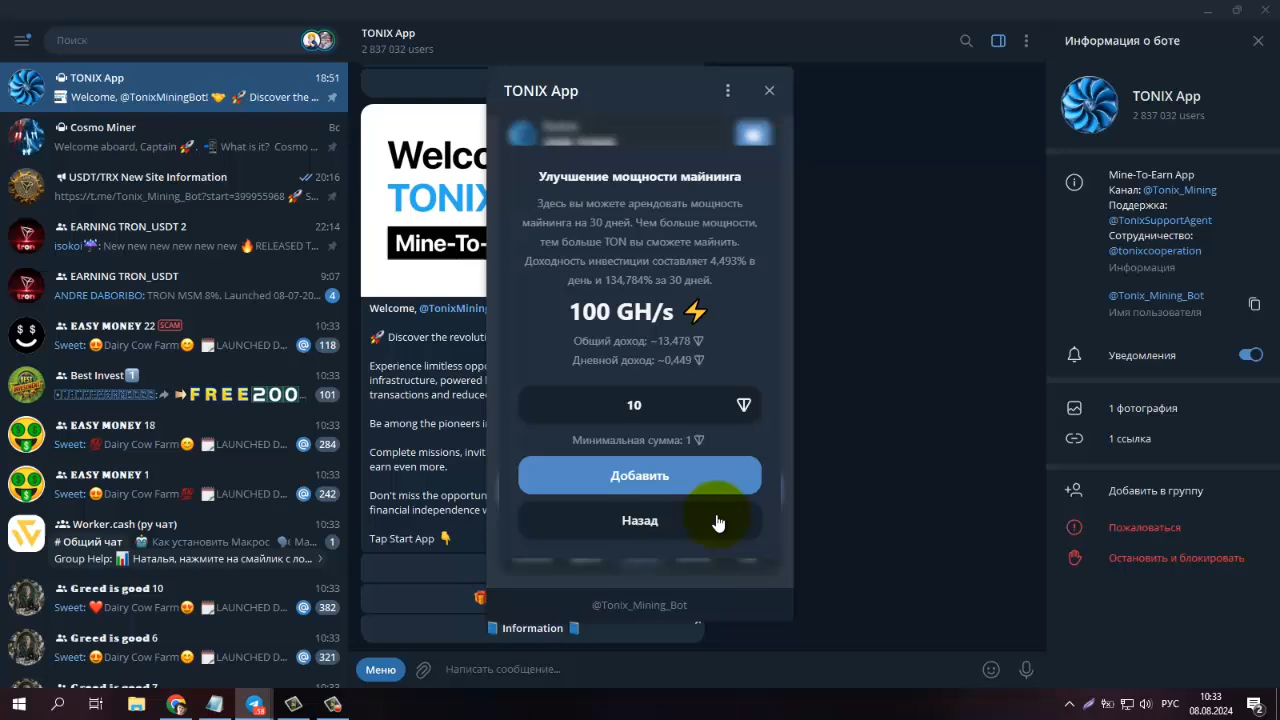 Поиск
TONIX App 18:51
Welcome, @TonixMiningBot! 🤝 🚀 Discover the ...
Cosmo Miner Вс
Welcome aboard, Captain 🚀. 📲 What is it? Cosmo ...
USDT/TRX New Site Information 20:16
https://t.me/Tonix_Mining_Bot?start=399955968 🚀 S...
EARNING TRON_USDT 2 22:14
isokoi👾: New new new new new 🔥RELEASED T...
EARNING TRON_USDT 9:07
ANDRE DABORIBO: TRON MSM 8%. Launched 08-07-20... 4
EASY MONEY 22 SCAM 10:33
Sweet: 😍Dairy Cow Farm😊 🗓LAUNCHED D... @ 118
Best Invest1️⃣ 10:33
FREE200... 101
EASY MONEY 18 10:33
Sweet: 💯Dairy Cow Farm😊 🗓LAUNCHED D... @ 284
EASY MONEY 1 10:33
Sweet: 😍Dairy Cow Farm💯 🗓LAUNCHED D... @ 242
Worker.cash (ру чат) 10:33
# Общий чат Как установить Макрос Ма... 1
Group Help: 📊 Наталья, нажмите на смайлик с ло...
Greed is good 10 10:33
Sweet: ❤️Dairy Cow Farm😍 🗓LAUNCHED D... @ 382
Greed is good 6 10:33
Sweet: 😍Dairy Cow Farm😊 🗓LAUNCHED D... @ 321
Greed is good 7 10:33
TONIX App
2 837 032 users
Welco
TONIX
Mine-To-
Welcome, @TonixMining
🚀 Discover the revoluti
Experience limitless oppo
infrastructure, powered
transactions and reduce
Be among the pioneers i
Complete missions, invit
earn even more.
Don't miss the opportun
financial independence w
Tap Start App 👇
📘 Information 📘
Меню
Написать сообщение...
TONIX App
Улучшение мощности майнинга
Здесь вы можете арендовать мощность
майнинга на 30 дней. Чем больше мощности,
тем больше TON вы сможете майнить.
Доходность инвестиции составляет 4,493% в
день и 134,784% за 30 дней.
100 GH/s ⚡
Общий доход: ~13,478
Дневной доход: ~0,449
10
Минимальная сумма: 1
Добавить
Назад
@Tonix_Mining_Bot
Информация о боте
TONIX App
2 837 032 users
Mine-To-Earn App
Канал: @Tonix_Mining
Поддержка:
@TonixSupportAgent
Сотрудничество:
@tonixcooperation
Информация
@Tonix_Mining_Bot
Имя пользователя
Уведомления
1 фотография
1 ссылка
Добавить в группу
Пожаловаться
Остановить и блокировать
58
РУС
10:33
08.08.2024
2